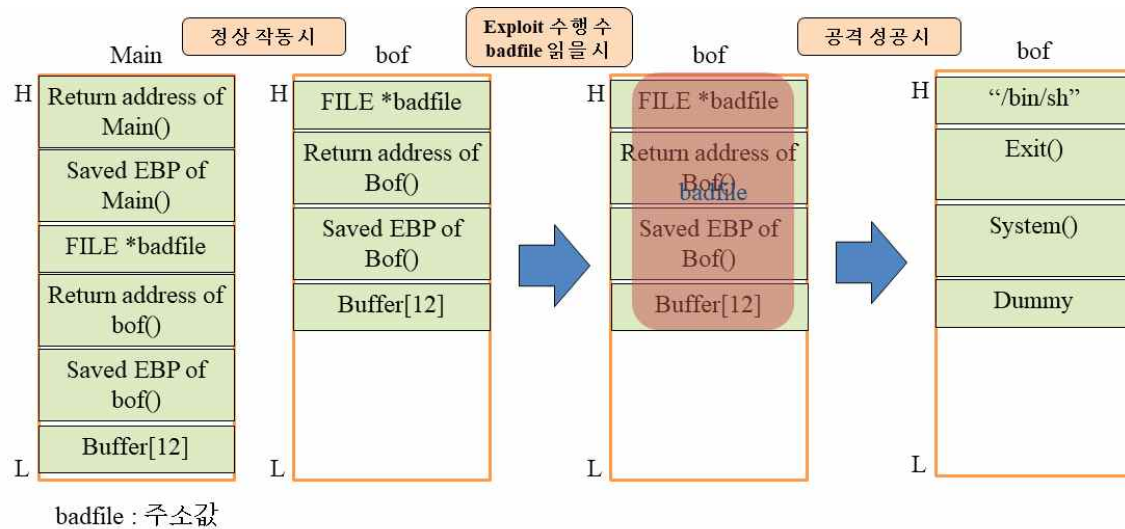 정상 작동 시
Exploit 수행 수
badfile 읽을 시
공격 성공 시
Main
H
Return address of
Main()
Saved EBP of
Main()
FILE *badfile
Return address of
bof()
Saved EBP of
bof()
Buffer[12]
L
badfile : 주소값
bof
H
FILE *badfile
Return address of
Bof()
Saved EBP of
Bof()
Buffer[12]
L
bof
H
FILE *badfile
Return address of
Bof()
badfile
Saved EBP of
Bof()
Buffer[12]
L
bof
H
“/bin/sh”
Exit()
System()
Dummy
L